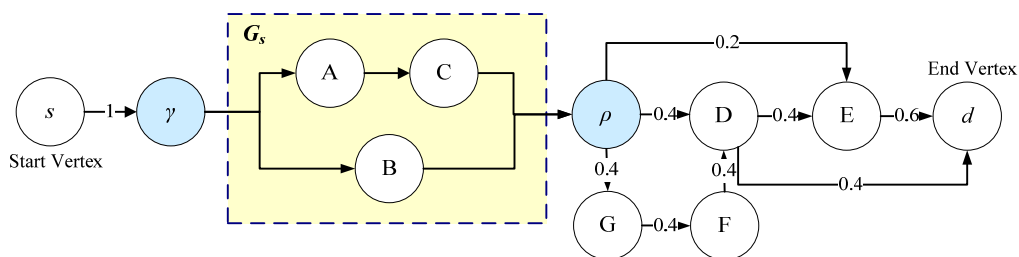 G_s
0.2
A
C
End Vertex
s
1
γ
ρ
0.4
D
0.4
E
0.6
d
Start Vertex
B
0.4
0.4
0.4
G
0.4
F